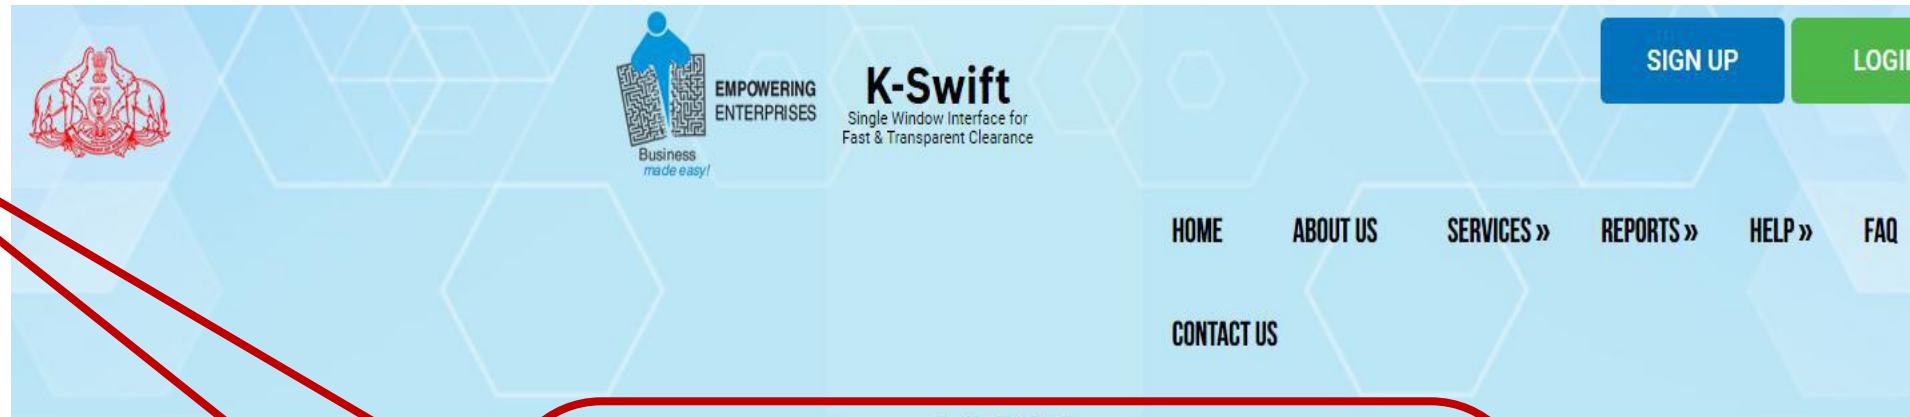 SIGN UP
LOGI
EMPOWERING
ENTERPRISES
K-Swift
Single Window Interface for
Fast & Transparent Clearance
Business
made easy!
HOME ABOUT US SERVICES » REPORTS » HELP » FAQ
CONTACT US